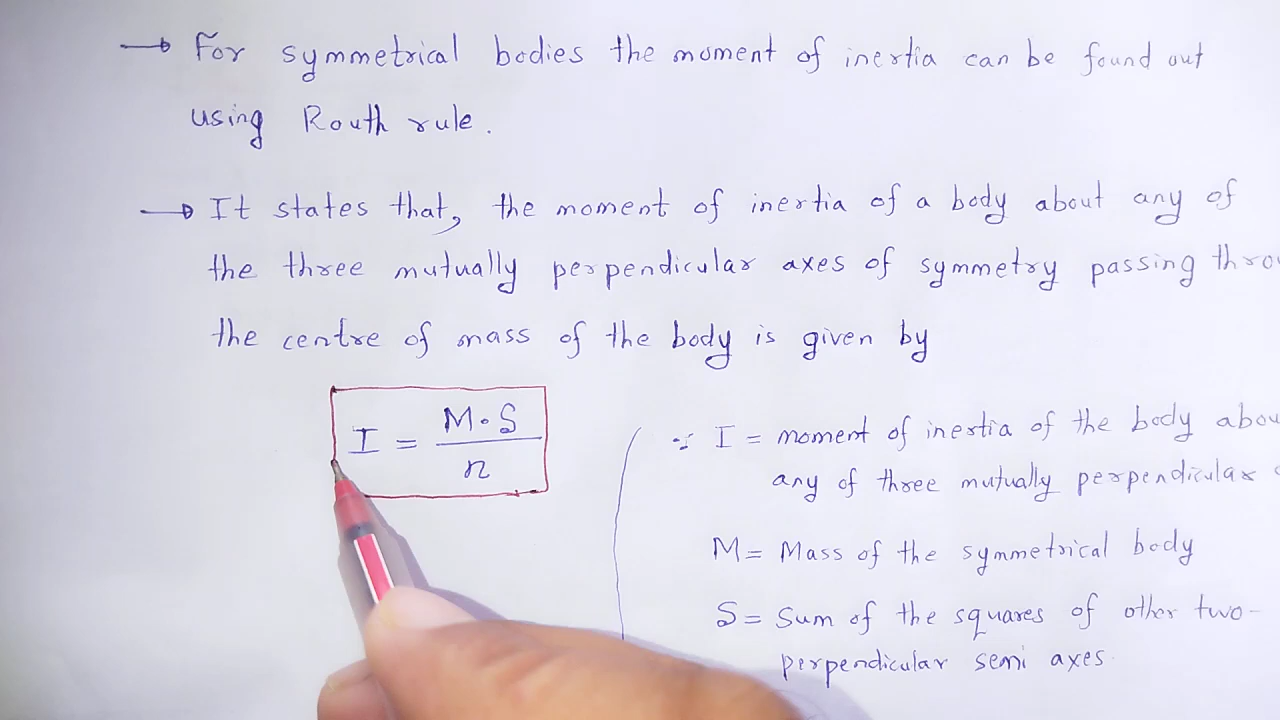 → For symmetrical bodies the moment of inertia can be found out
using Routh rule.
→ It states that, the moment of inertia of a body about any of
the three mutually perpendicular axes of symmetry passing throu
the centre of mass of the body is given by
I = M·S / n
∵ I = moment of inertia of the body abou
any of three mutually perpendicular
M = Mass of the symmetrical body
S = Sum of the squares of other two-
perpendicular semi axes